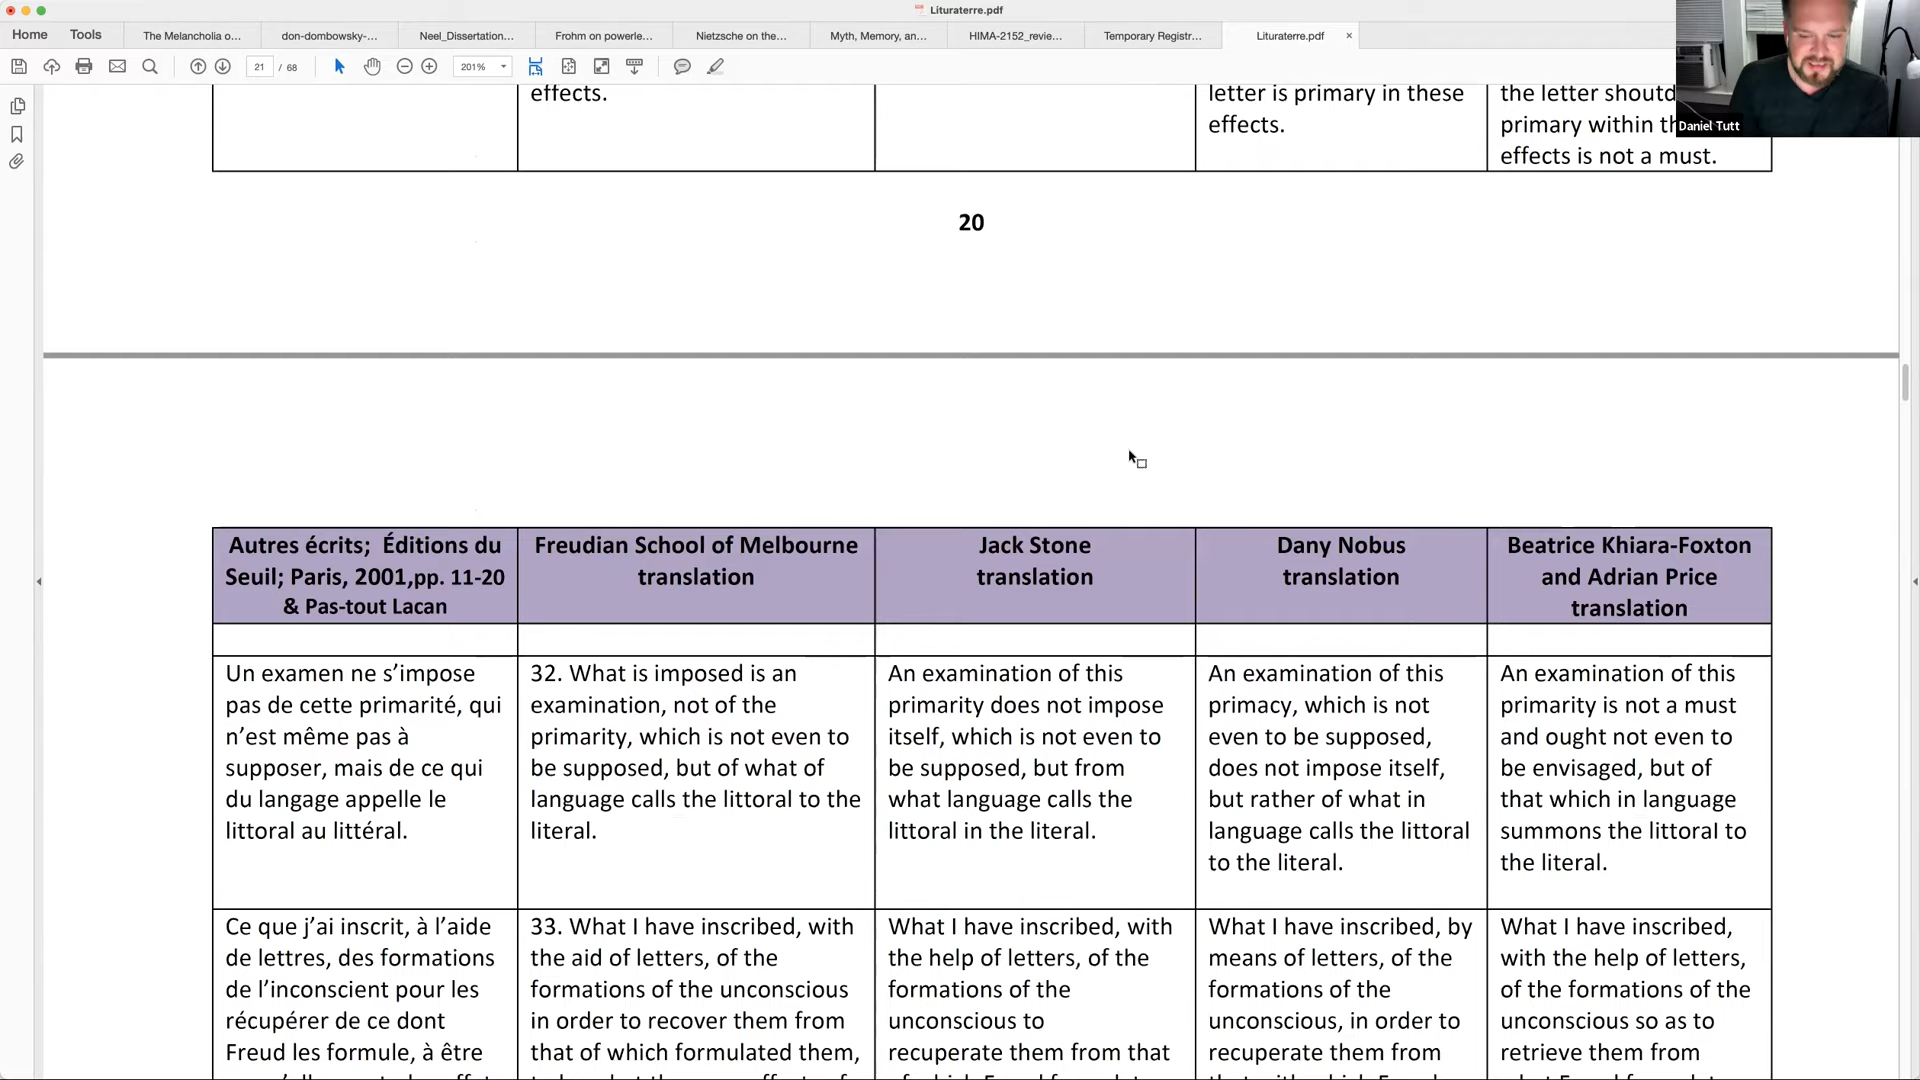 Lituraterre.pdf
Home Tools The Melancholia o... don-dombowsky-... Neel_Dissertation... Frohm on powerle... Nietzsche on the... Myth, Memory, an... HIMA-2152_revie... Temporary Registr... Lituraterre.pdf ×
21 / 68 201%
Daniel Tutt
effects.
letter is primary in these
effects.
the letter shoutd
primary within th
effects is not a must.
20
Autres écrits; Éditions du
Seuil; Paris, 2001,pp. 11-20
& Pas-tout Lacan
Freudian School of Melbourne
translation
Jack Stone
translation
Dany Nobus
translation
Beatrice Khiara-Foxton
and Adrian Price
translation
Un examen ne s’impose
pas de cette primarité, qui
n’est même pas à
supposer, mais de ce qui
du langage appelle le
littoral au littéral.
32. What is imposed is an
examination, not of the
primarity, which is not even to
be supposed, but of what of
language calls the littoral to the
literal.
An examination of this
primarity does not impose
itself, which is not even to
be supposed, but from
what language calls the
littoral in the literal.
An examination of this
primacy, which is not
even to be supposed,
does not impose itself,
but rather of what in
language calls the littoral
to the literal.
An examination of this
primarity is not a must
and ought not even to
be envisaged, but of
that which in language
summons the littoral to
the literal.
Ce que j’ai inscrit, à l’aide
de lettres, des formations
de l’inconscient pour les
récupérer de ce dont
Freud les formule, à être
33. What I have inscribed, with
the aid of letters, of the
formations of the unconscious
in order to recover them from
that of which formulated them,
What I have inscribed, with
the help of letters, of the
formations of the
unconscious to
recuperate them from that
What I have inscribed, by
means of letters, of the
formations of the
unconscious, in order to
recuperate them from
What I have inscribed,
with the help of letters,
of the formations of the
unconscious so as to
retrieve them from